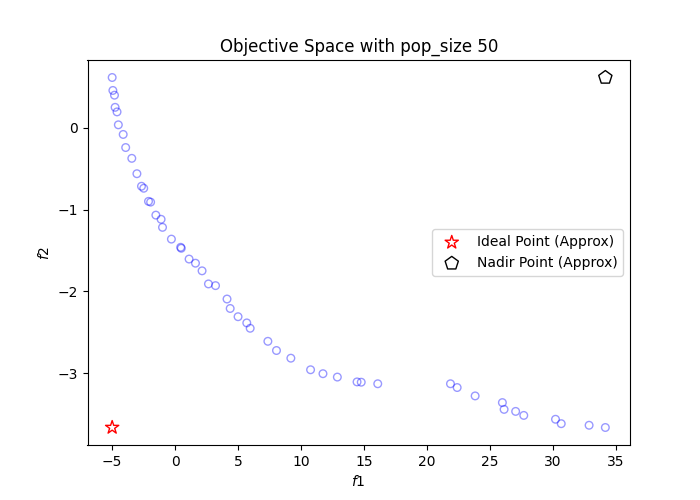 Objective Space with pop_size 50
0
−1
−2
−3
f2
Ideal Point (Approx)
Nadir Point (Approx)
−5
0
5
10
15
20
25
30
35
f1